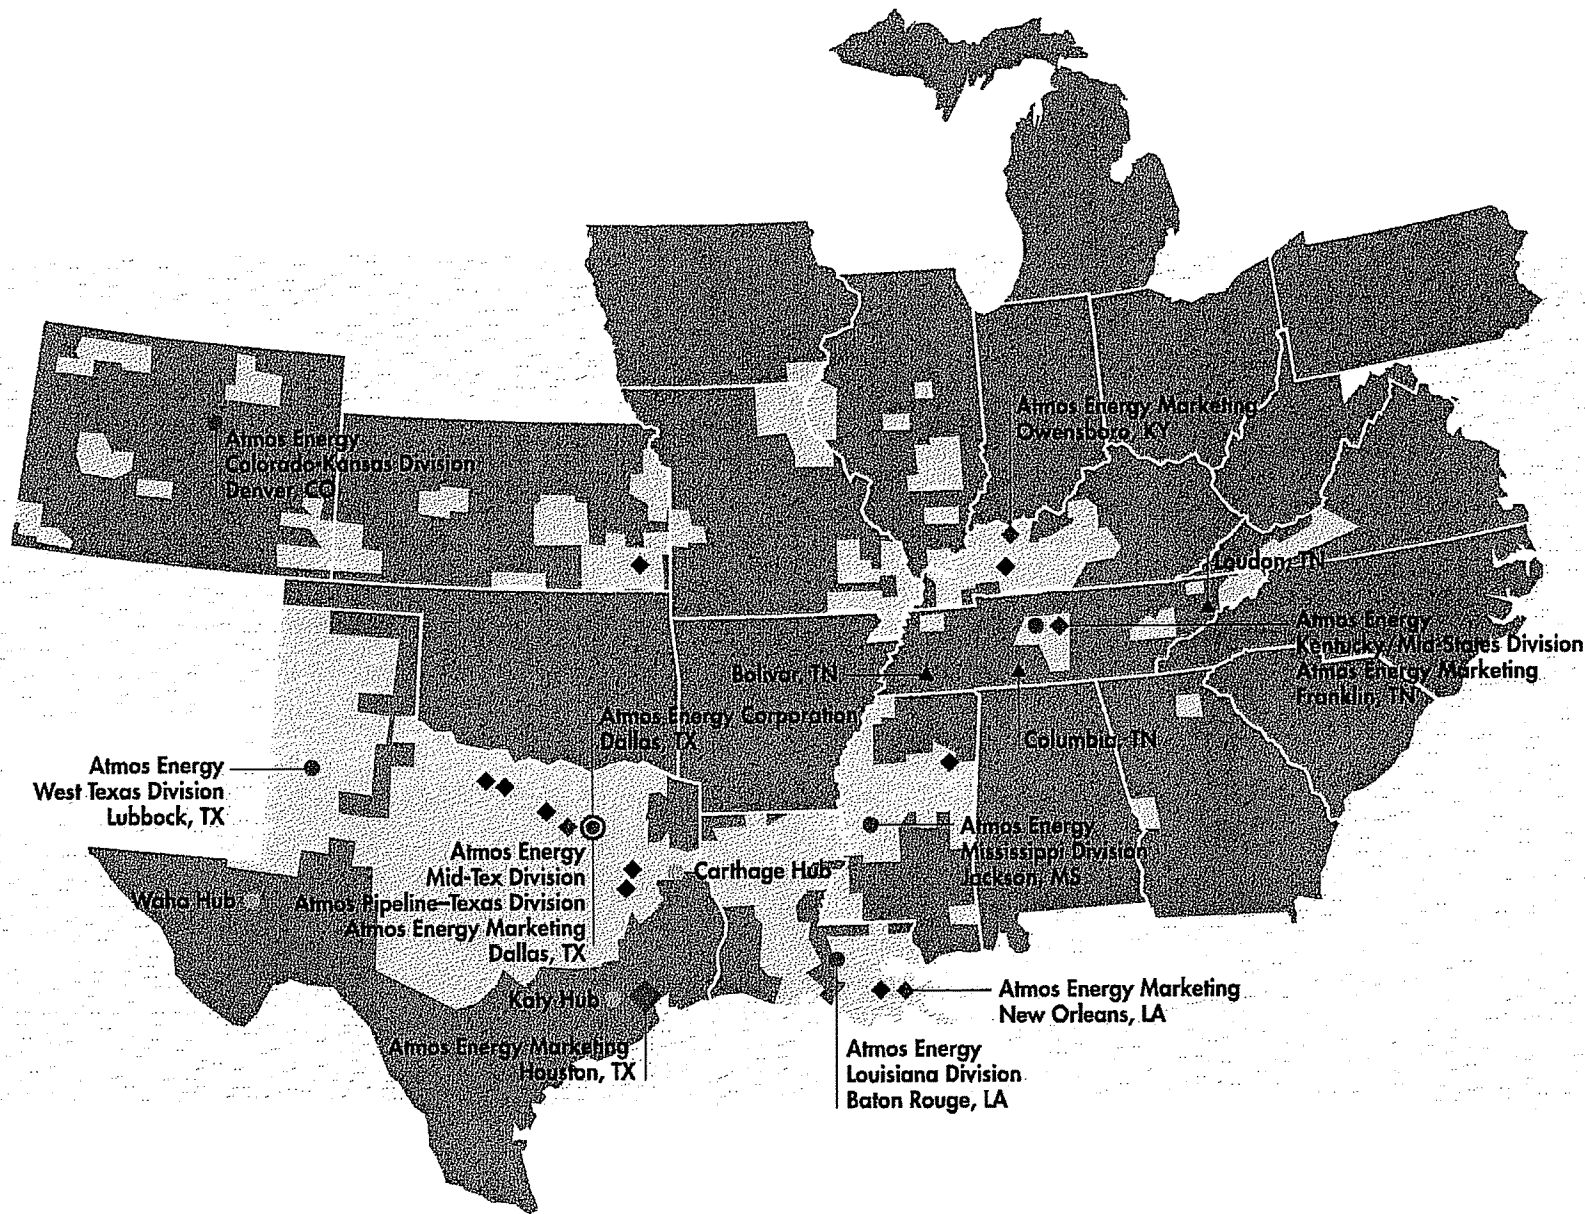 Atmos Energy Marketing
Owensboro, KY
Atmos Energy
Colorado-Kansas Division
Denver, CO
Loudon, TN
Atmos Energy
Kentucky/Mid-States Division
Atmos Energy Marketing
Franklin, TN
Bolivar, TN
Atmos Energy Corporation
Dallas, TX
Columbia, TN
Atmos Energy
West Texas Division
Lubbock, TX
Atmos Energy
Mississippi Division
Jackson, MS
Atmos Energy
Mid-Tex Division
Atmos Pipeline–Texas Division
Atmos Energy Marketing
Dallas, TX
Carthage Hub
Waha Hub
Katy Hub
Atmos Energy Marketing
New Orleans, LA
Atmos Energy Marketing
Houston, TX
Atmos Energy
Louisiana Division
Baton Rouge, LA